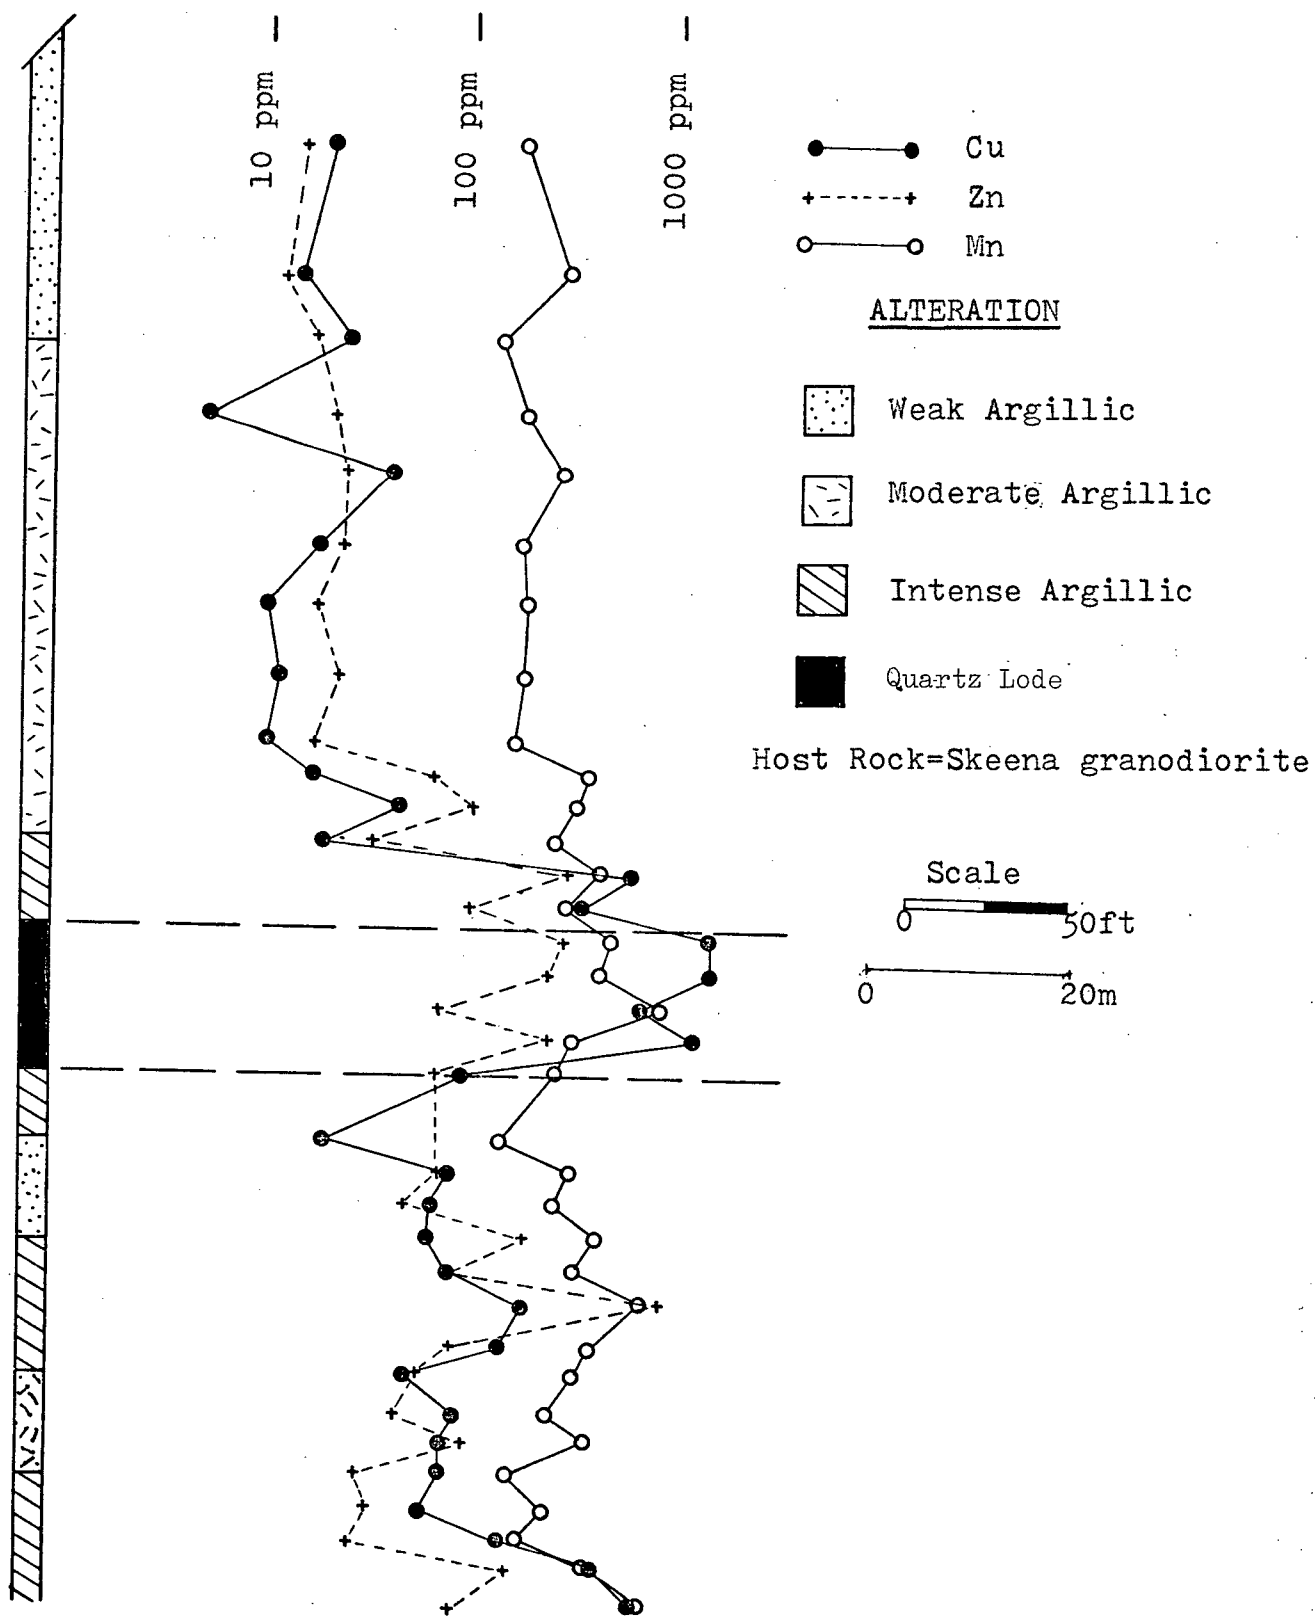 10 ppm
100 ppm
1000 ppm
Cu
Zn
Mn
ALTERATION
Weak Argillic
Moderate Argillic
Intense Argillic
Quartz Lode
Host Rock=Skeena granodiorite
Scale
0 50ft
0 20m